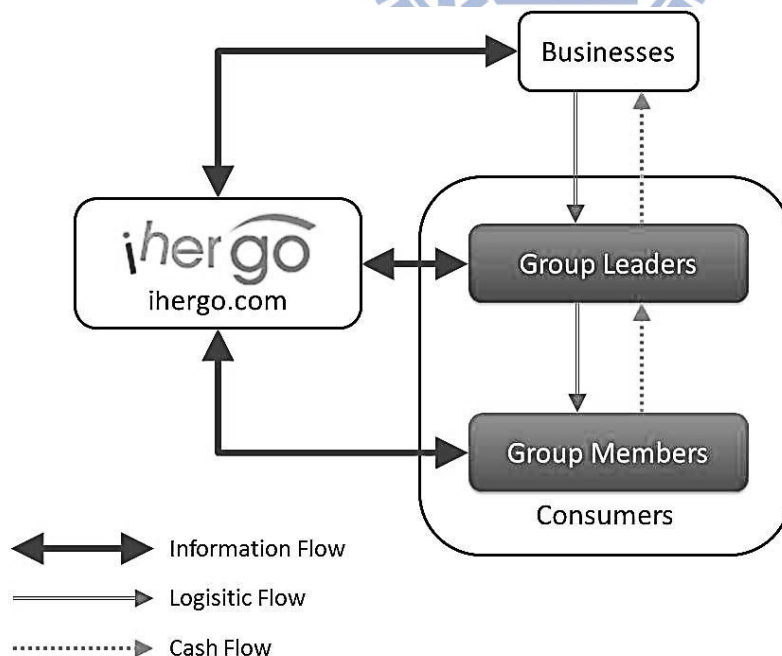 Businesses
ihergo
ihergo.com
Group Leaders
Group Members
Consumers
Information Flow
Logisitic Flow
Cash Flow